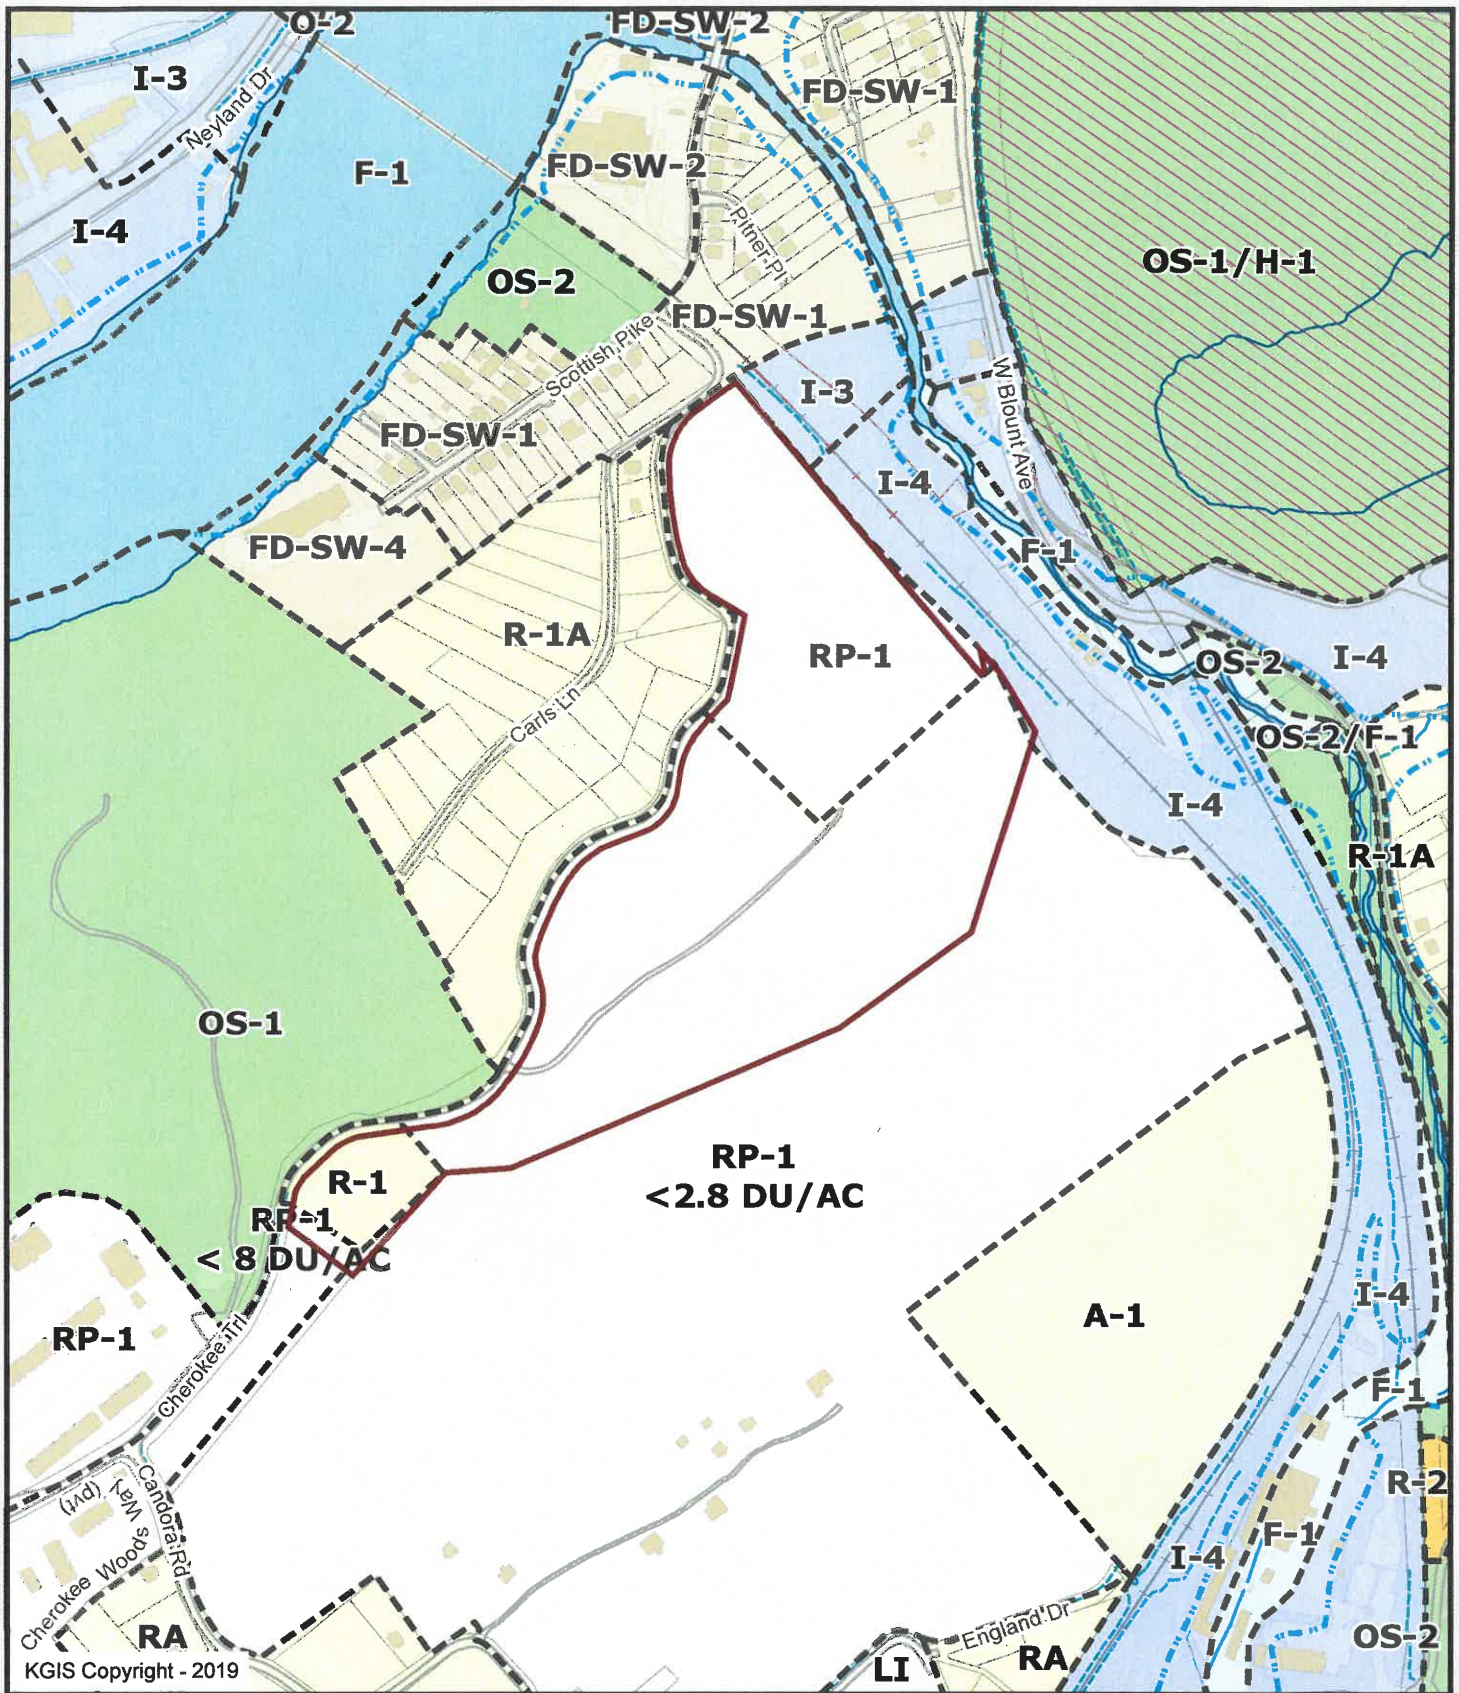 O-2
FD-SW-2
I-3
Neyland Dr
FD-SW-1
F-1
FD-SW-2
I-4
Pitner Pl
OS-1/H-1
OS-2
FD-SW-1
Scottish Pike
I-3
W Blount Ave
FD-SW-1
I-4
FD-SW-4
F-1
R-1A
RP-1
OS-2
I-4
Carls Ln
OS-2/F-1
I-4
R-1A
OS-1
RP-1
<2.8 DU/AC
R-1
RP-1
< 8 DU/AC
I-4
A-1
RP-1
Cherokee Trl
F-1
R-2
Candora Rd
Cherokee Woods Way (pvt)
F-1
I-4
England Dr
RA
OS-2
RA
LI
KGIS Copyright - 2019